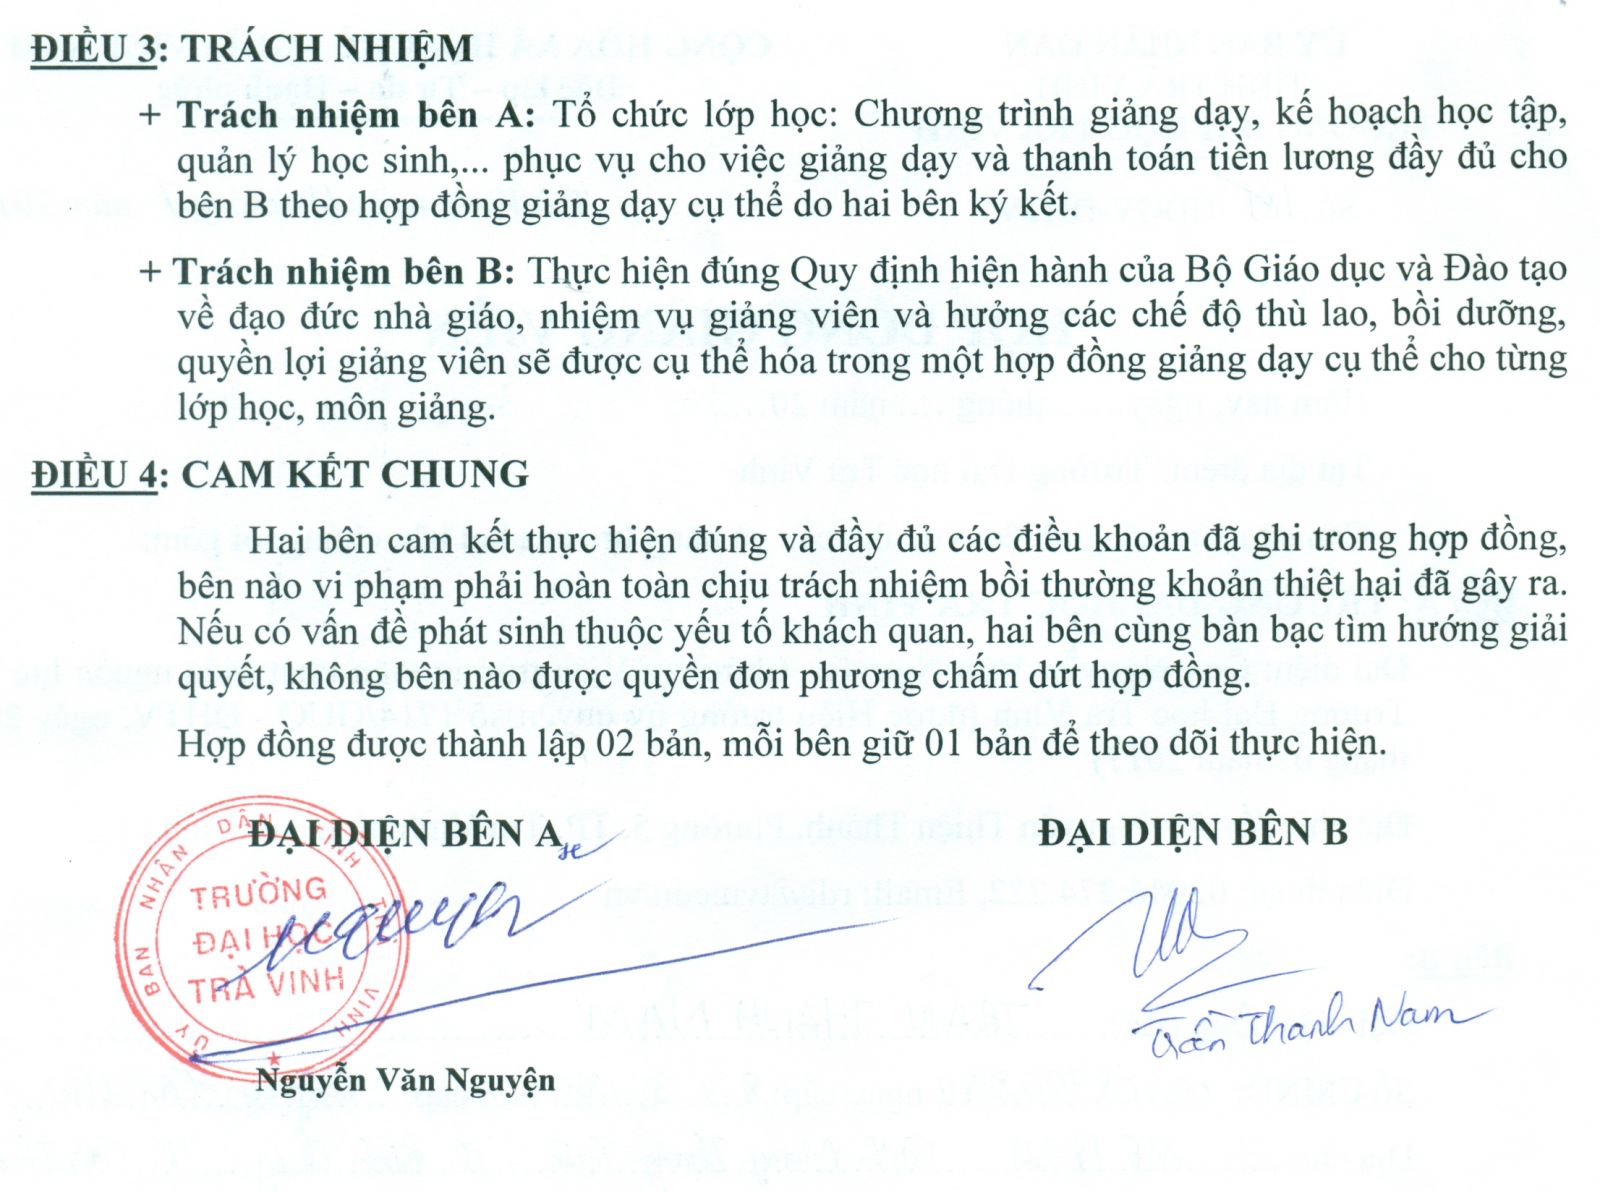 ĐIỀU 3: TRÁCH NHIỆM
+ Trách nhiệm bên A: Tổ chức lớp học: Chương trình giảng dạy, kế hoạch học tập,
quản lý học sinh,... phục vụ cho việc giảng dạy và thanh toán tiền lương đầy đủ cho
bên B theo hợp đồng giảng dạy cụ thể do hai bên ký kết.
+ Trách nhiệm bên B: Thực hiện đúng Quy định hiện hành của Bộ Giáo dục và Đào tạo
về đạo đức nhà giáo, nhiệm vụ giảng viên và hưởng các chế độ thù lao, bồi dưỡng,
quyền lợi giảng viên sẽ được cụ thể hóa trong một hợp đồng giảng dạy cụ thể cho từng
lớp học, môn giảng.
ĐIỀU 4: CAM KẾT CHUNG
Hai bên cam kết thực hiện đúng và đầy đủ các điều khoản đã ghi trong hợp đồng,
bên nào vi phạm phải hoàn toàn chịu trách nhiệm bồi thường khoản thiệt hại đã gây ra.
Nếu có vấn đề phát sinh thuộc yếu tố khách quan, hai bên cùng bàn bạc tìm hướng giải
quyết, không bên nào được quyền đơn phương chấm dứt hợp đồng.
Hợp đồng được thành lập 02 bản, mỗi bên giữ 01 bản để theo dõi thực hiện.
ĐẠI DIỆN BÊN A
ĐẠI DIỆN BÊN B
ỦY BAN NHÂN DÂN TỈNH TRÀ VINH
TRƯỜNG
ĐẠI HỌC
TRÀ VINH
Trần Thanh Nam
Nguyễn Văn Nguyện